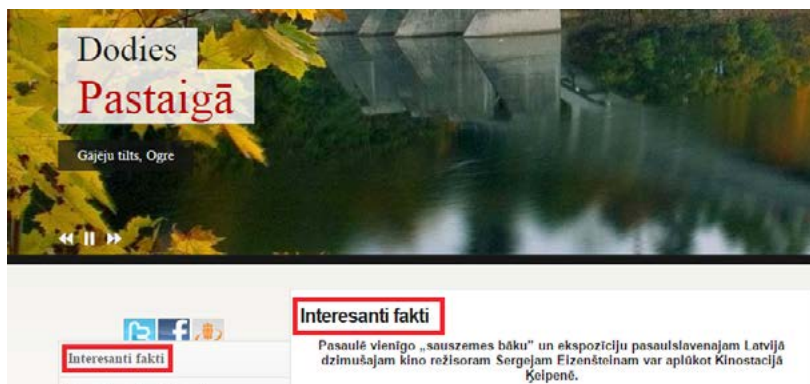 Dodies
Pastaigā
Gājēju tilts, Ogre
Interesanti fakti
Interesanti fakti
Pasaulē vienīgo „sauszemes bāku” un ekspozīciju pasaulslavenajam Latvijā
dzimušajam kino režisoram Sergejam Eizenšteinam var aplūkot Kinostacijā
Ķeipenē.